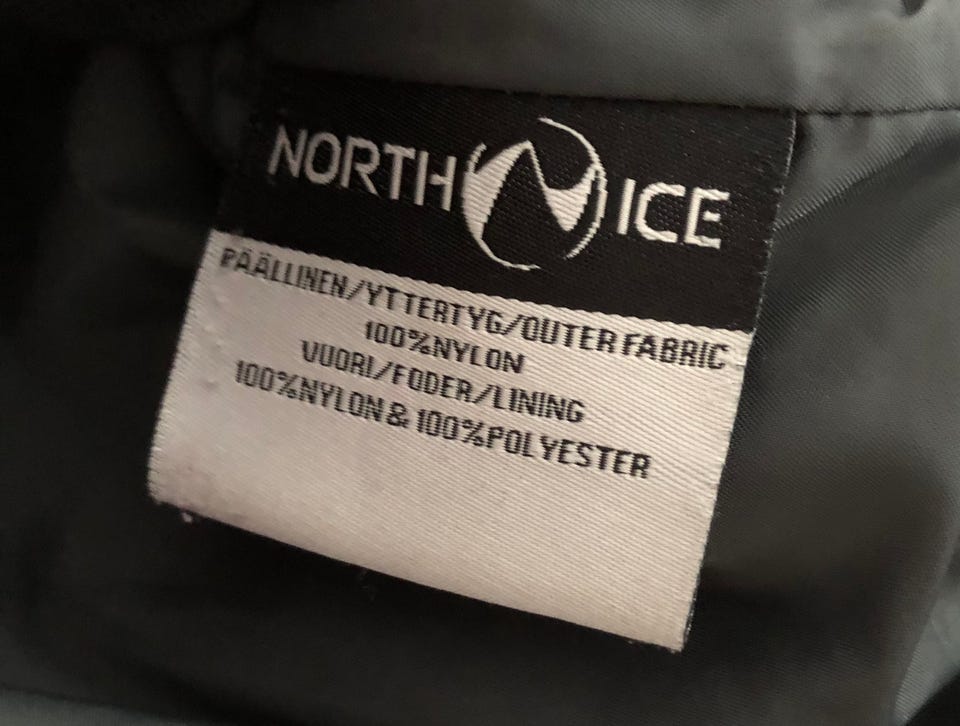 NORTH ICE
PÄÄLLINEN/YTTERTYG/OUTER FABRIC
100%NYLON
VUORI/FODER/LINING
100%NYLON & 100%POLYESTER